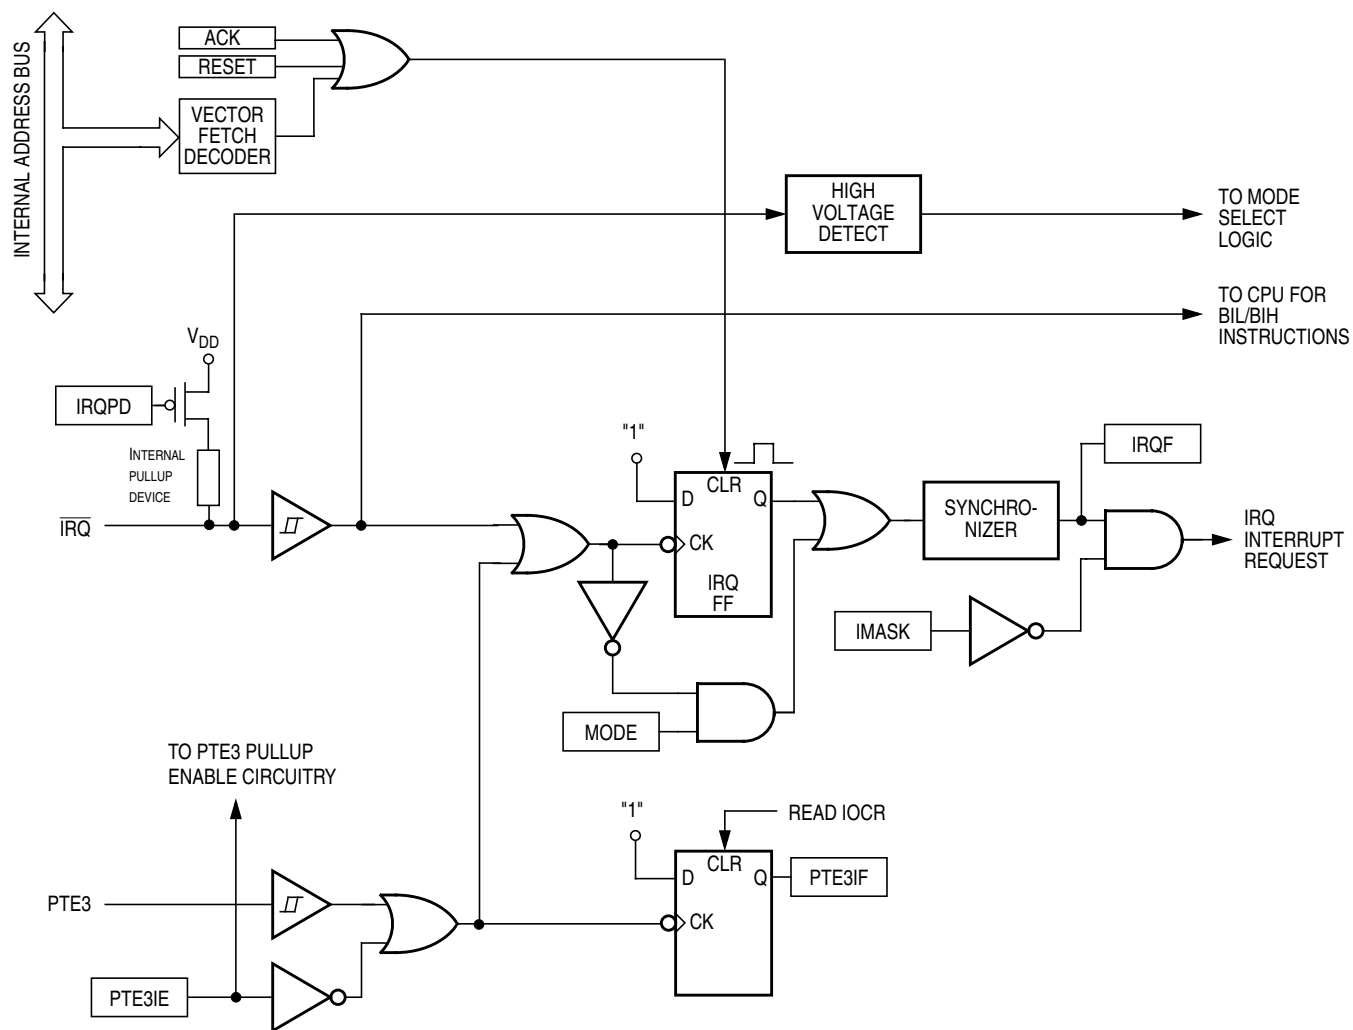 INTERNAL ADDRESS BUS
ACK
RESET
VECTOR
FETCH
DECODER
HIGH
VOLTAGE
DETECT
TO MODE
SELECT
LOGIC
TO CPU FOR
BIL/BIH
INSTRUCTIONS
VDD
IRQPD
INTERNAL
PULLUP
DEVICE
IRQ
"1"
D
CLR
Q
CK
IRQ
FF
SYNCHRO-
NIZER
IRQF
IRQ
INTERRUPT
REQUEST
IMASK
MODE
TO PTE3 PULLUP
ENABLE CIRCUITRY
"1"
READ IOCR
D
CLR
Q
CK
PTE3IF
PTE3
PTE3IE